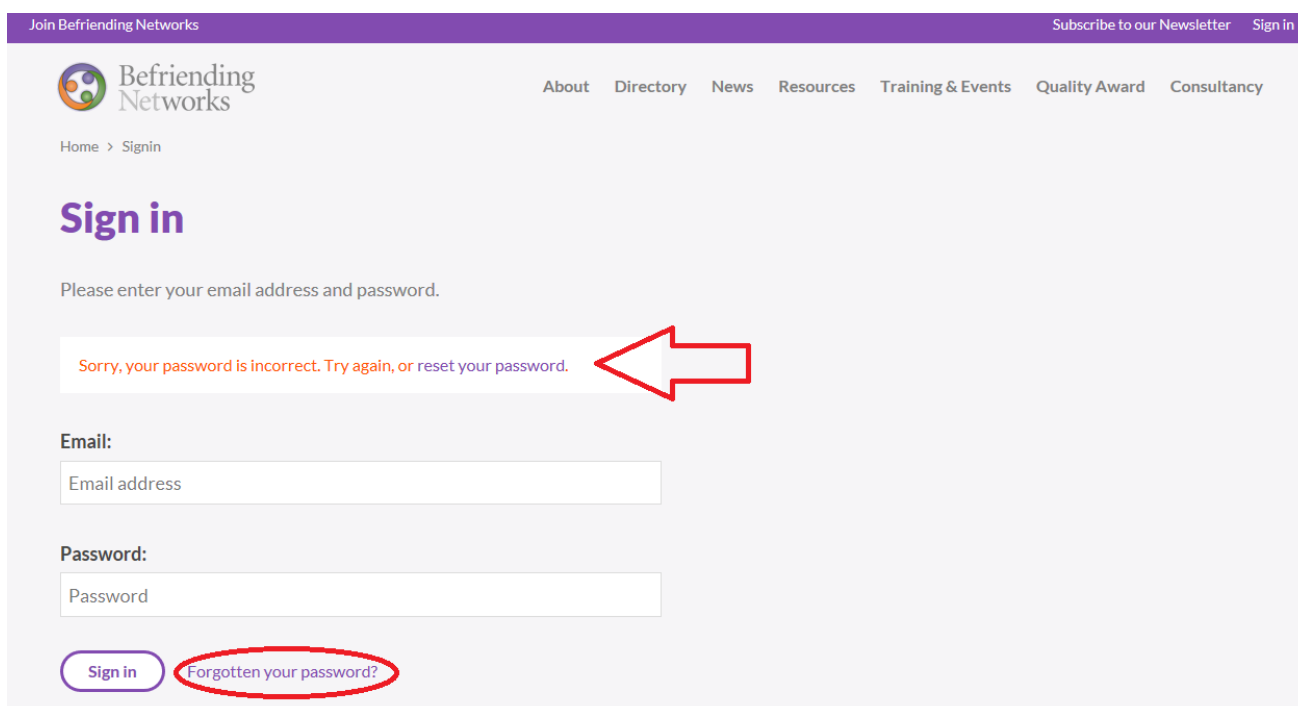 Join Befriending Networks
Subscribe to our Newsletter
Sign in
Befriending
Networks
About Directory News Resources Training & Events Quality Award Consultancy
Home > Signin
Sign in
Please enter your email address and password.
Sorry, your password is incorrect. Try again, or reset your password.
Email:
Email address
Password:
Password
Sign in
Forgotten your password?